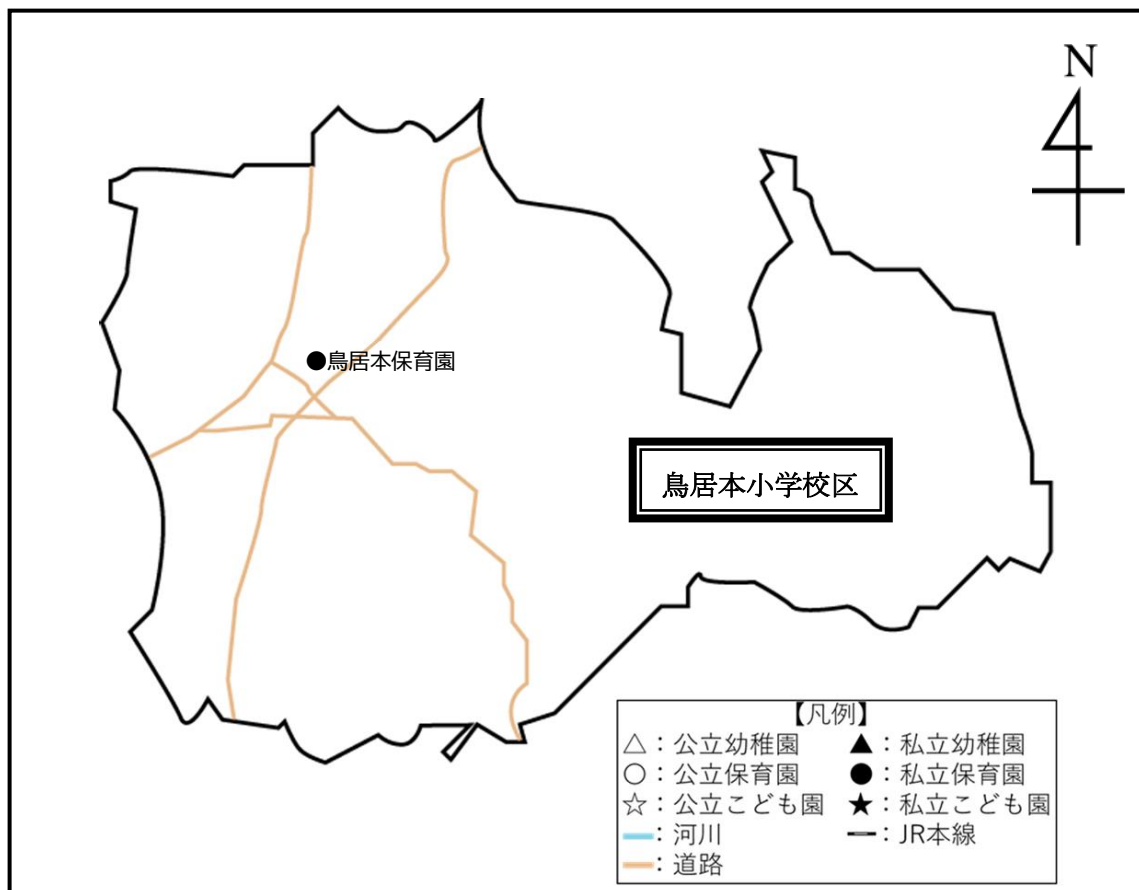 N
●鳥居本保育園
鳥居本小学校区
【凡例】
△：公立幼稚園 ▲：私立幼稚園
○：公立保育園 ●：私立保育園
☆：公立こども園 ★：私立こども園
：河川 ：JR本線
：道路